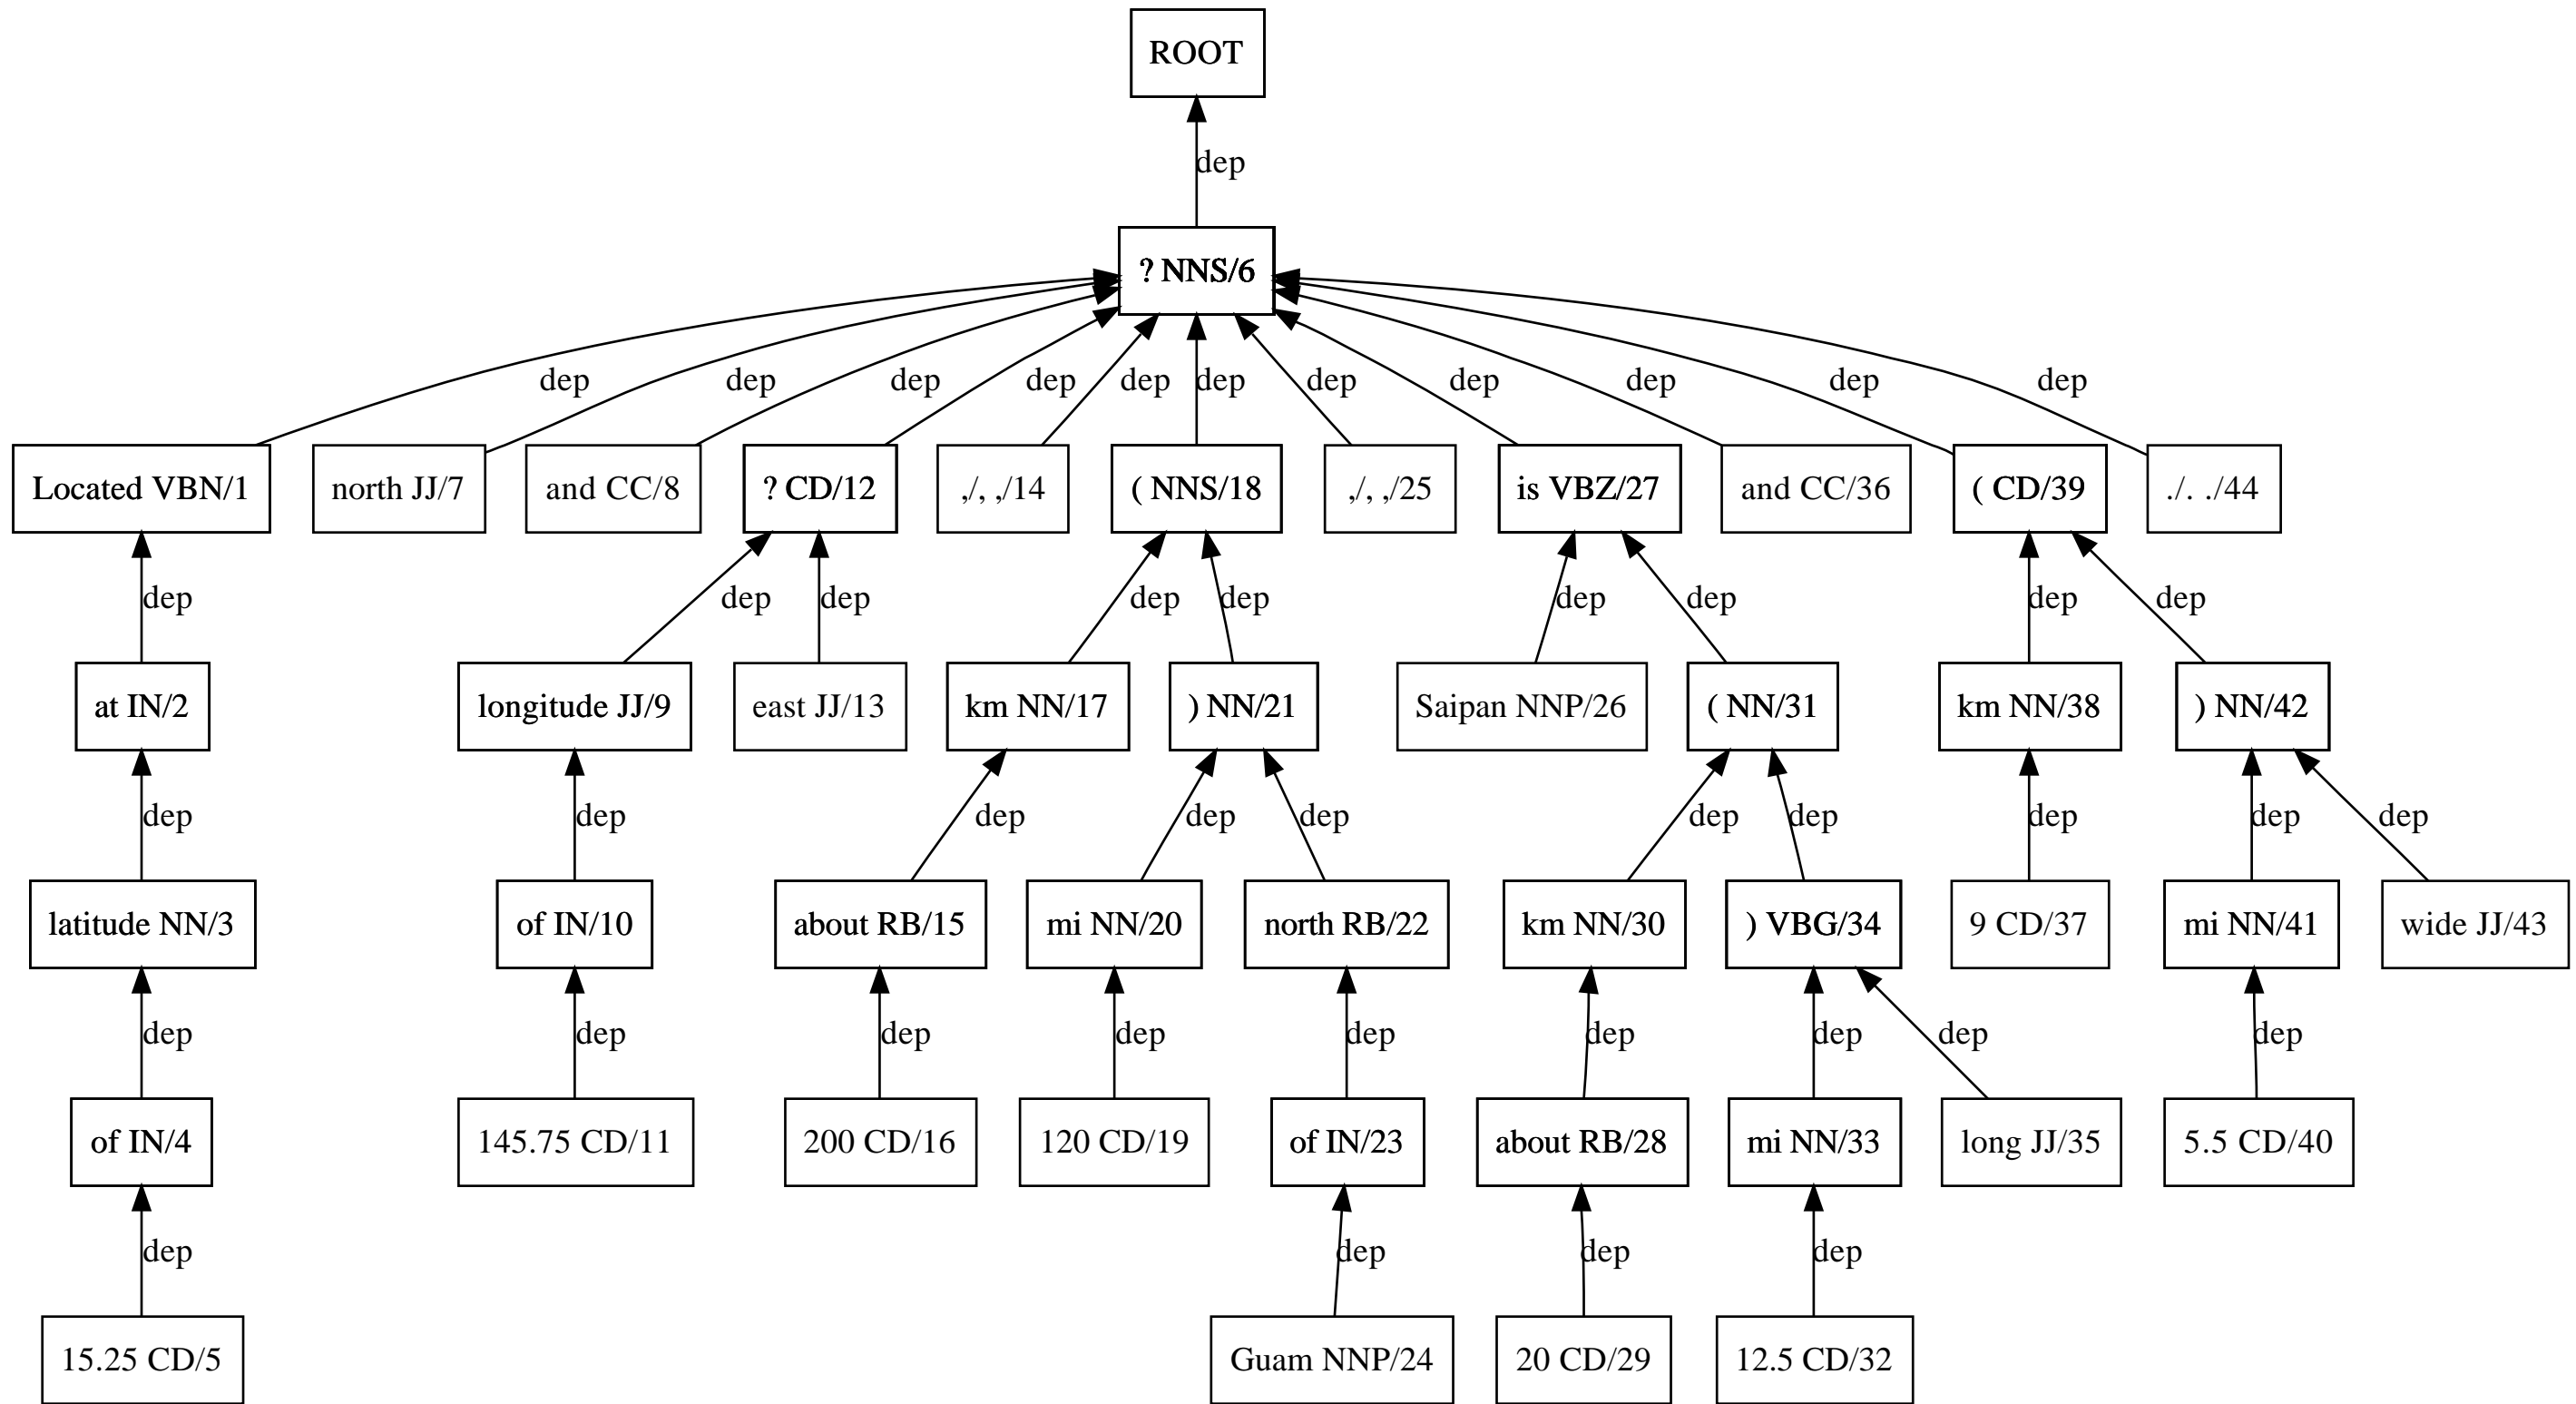 ROOT
dep
? NNS/6
dep dep dep dep dep dep dep dep dep dep dep
Located VBN/1 north JJ/7 and CC/8 ? CD/12 ,/, ,/14 ( NNS/18 ,/, ,/25 is VBZ/27 and CC/36 ( CD/39 ./. ./44
dep dep dep dep dep dep dep dep dep
at IN/2 longitude JJ/9 east JJ/13 km NN/17 ) NN/21 Saipan NNP/26 ( NN/31 km NN/38 ) NN/42
dep dep dep dep dep dep dep dep dep dep
latitude NN/3 of IN/10 about RB/15 mi NN/20 north RB/22 km NN/30 ) VBG/34 9 CD/37 mi NN/41 wide JJ/43
dep dep dep dep dep dep dep dep dep
of IN/4 145.75 CD/11 200 CD/16 120 CD/19 of IN/23 about RB/28 mi NN/33 long JJ/35 5.5 CD/40
dep dep dep dep
15.25 CD/5 Guam NNP/24 20 CD/29 12.5 CD/32